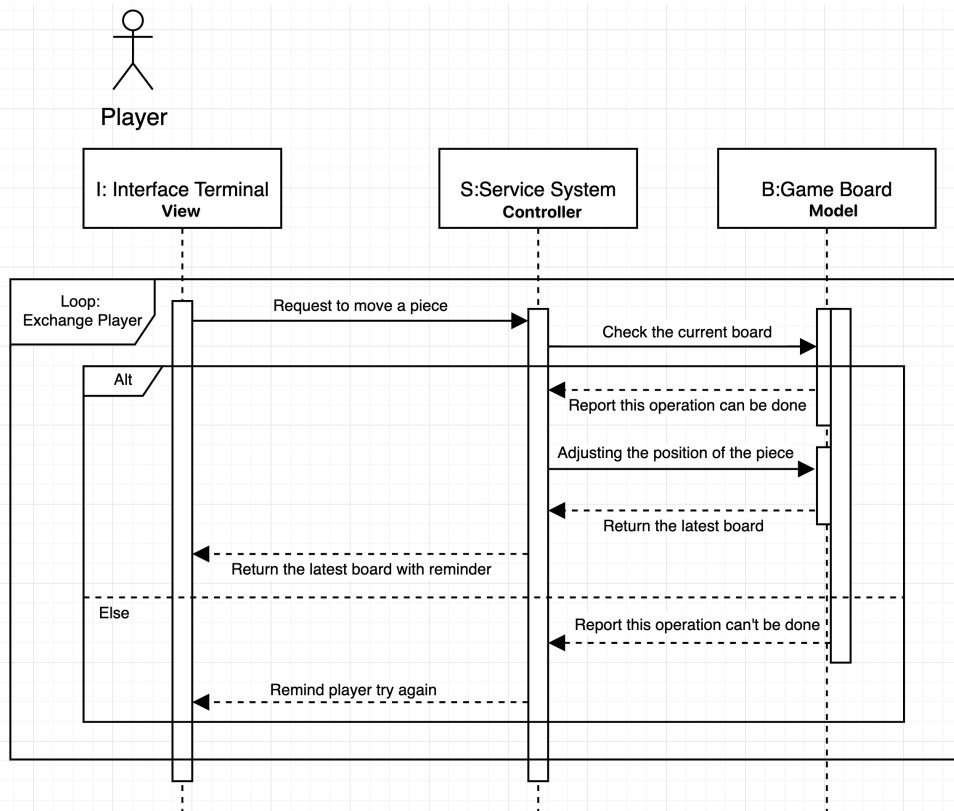 Player
I: Interface Terminal
View
S:Service System
Controller
B:Game Board
Model
Loop:
Exchange Player
Request to move a piece
Check the current board
Alt
Report this operation can be done
Adjusting the position of the piece
Return the latest board
Return the latest board with reminder
Else
Report this operation can't be done
Remind player try again